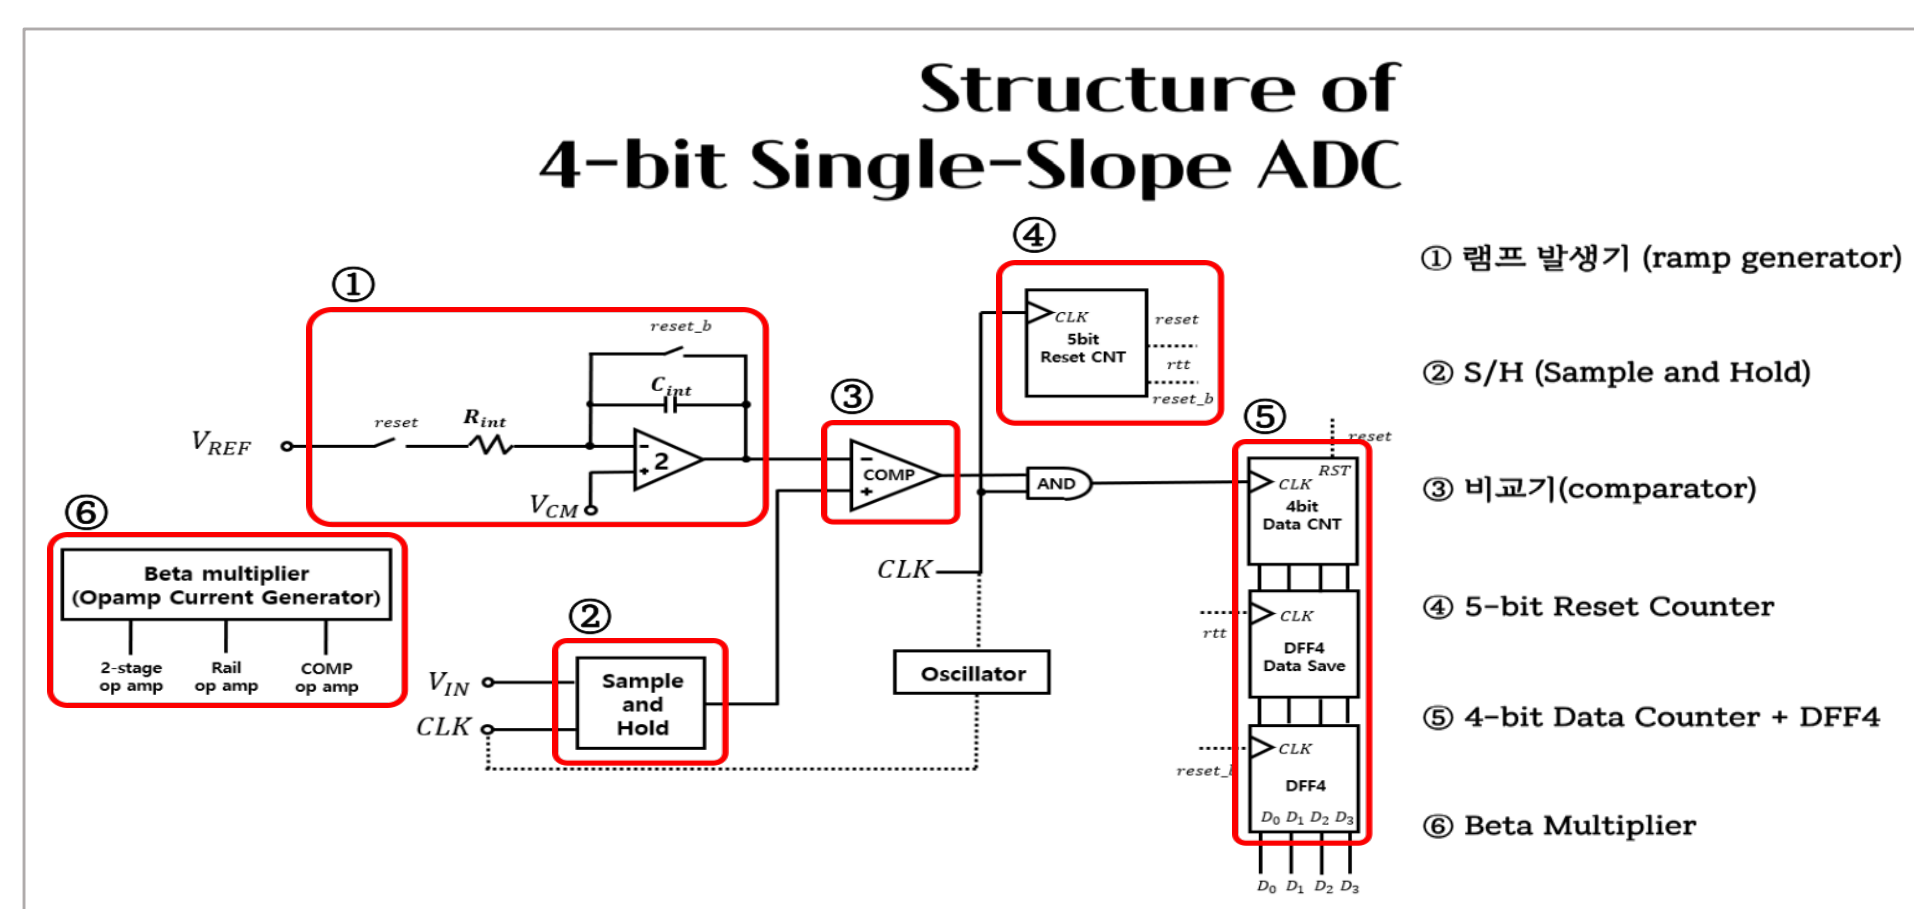 Structure of
4-bit Single-Slope ADC
①
reset_b
C_int
V_REF
reset
R_int
2
V_CM
③
COMP
④
CLK
5bit
Reset CNT
reset
rtt
reset_b
AND
CLK
⑤
reset
RST
CLK
4bit
Data CNT
rtt
CLK
DFF4
Data Save
reset_b
CLK
DFF4
D₀ D₁ D₂ D₃
D₀ D₁ D₂ D₃
⑥
Beta multiplier
(Opamp Current Generator)
2-stage
op amp
Rail
op amp
COMP
op amp
②
V_IN
CLK
Sample
and
Hold
Oscillator
① 램프 발생기 (ramp generator)
② S/H (Sample and Hold)
③ 비교기(comparator)
④ 5-bit Reset Counter
⑤ 4-bit Data Counter + DFF4
⑥ Beta Multiplier